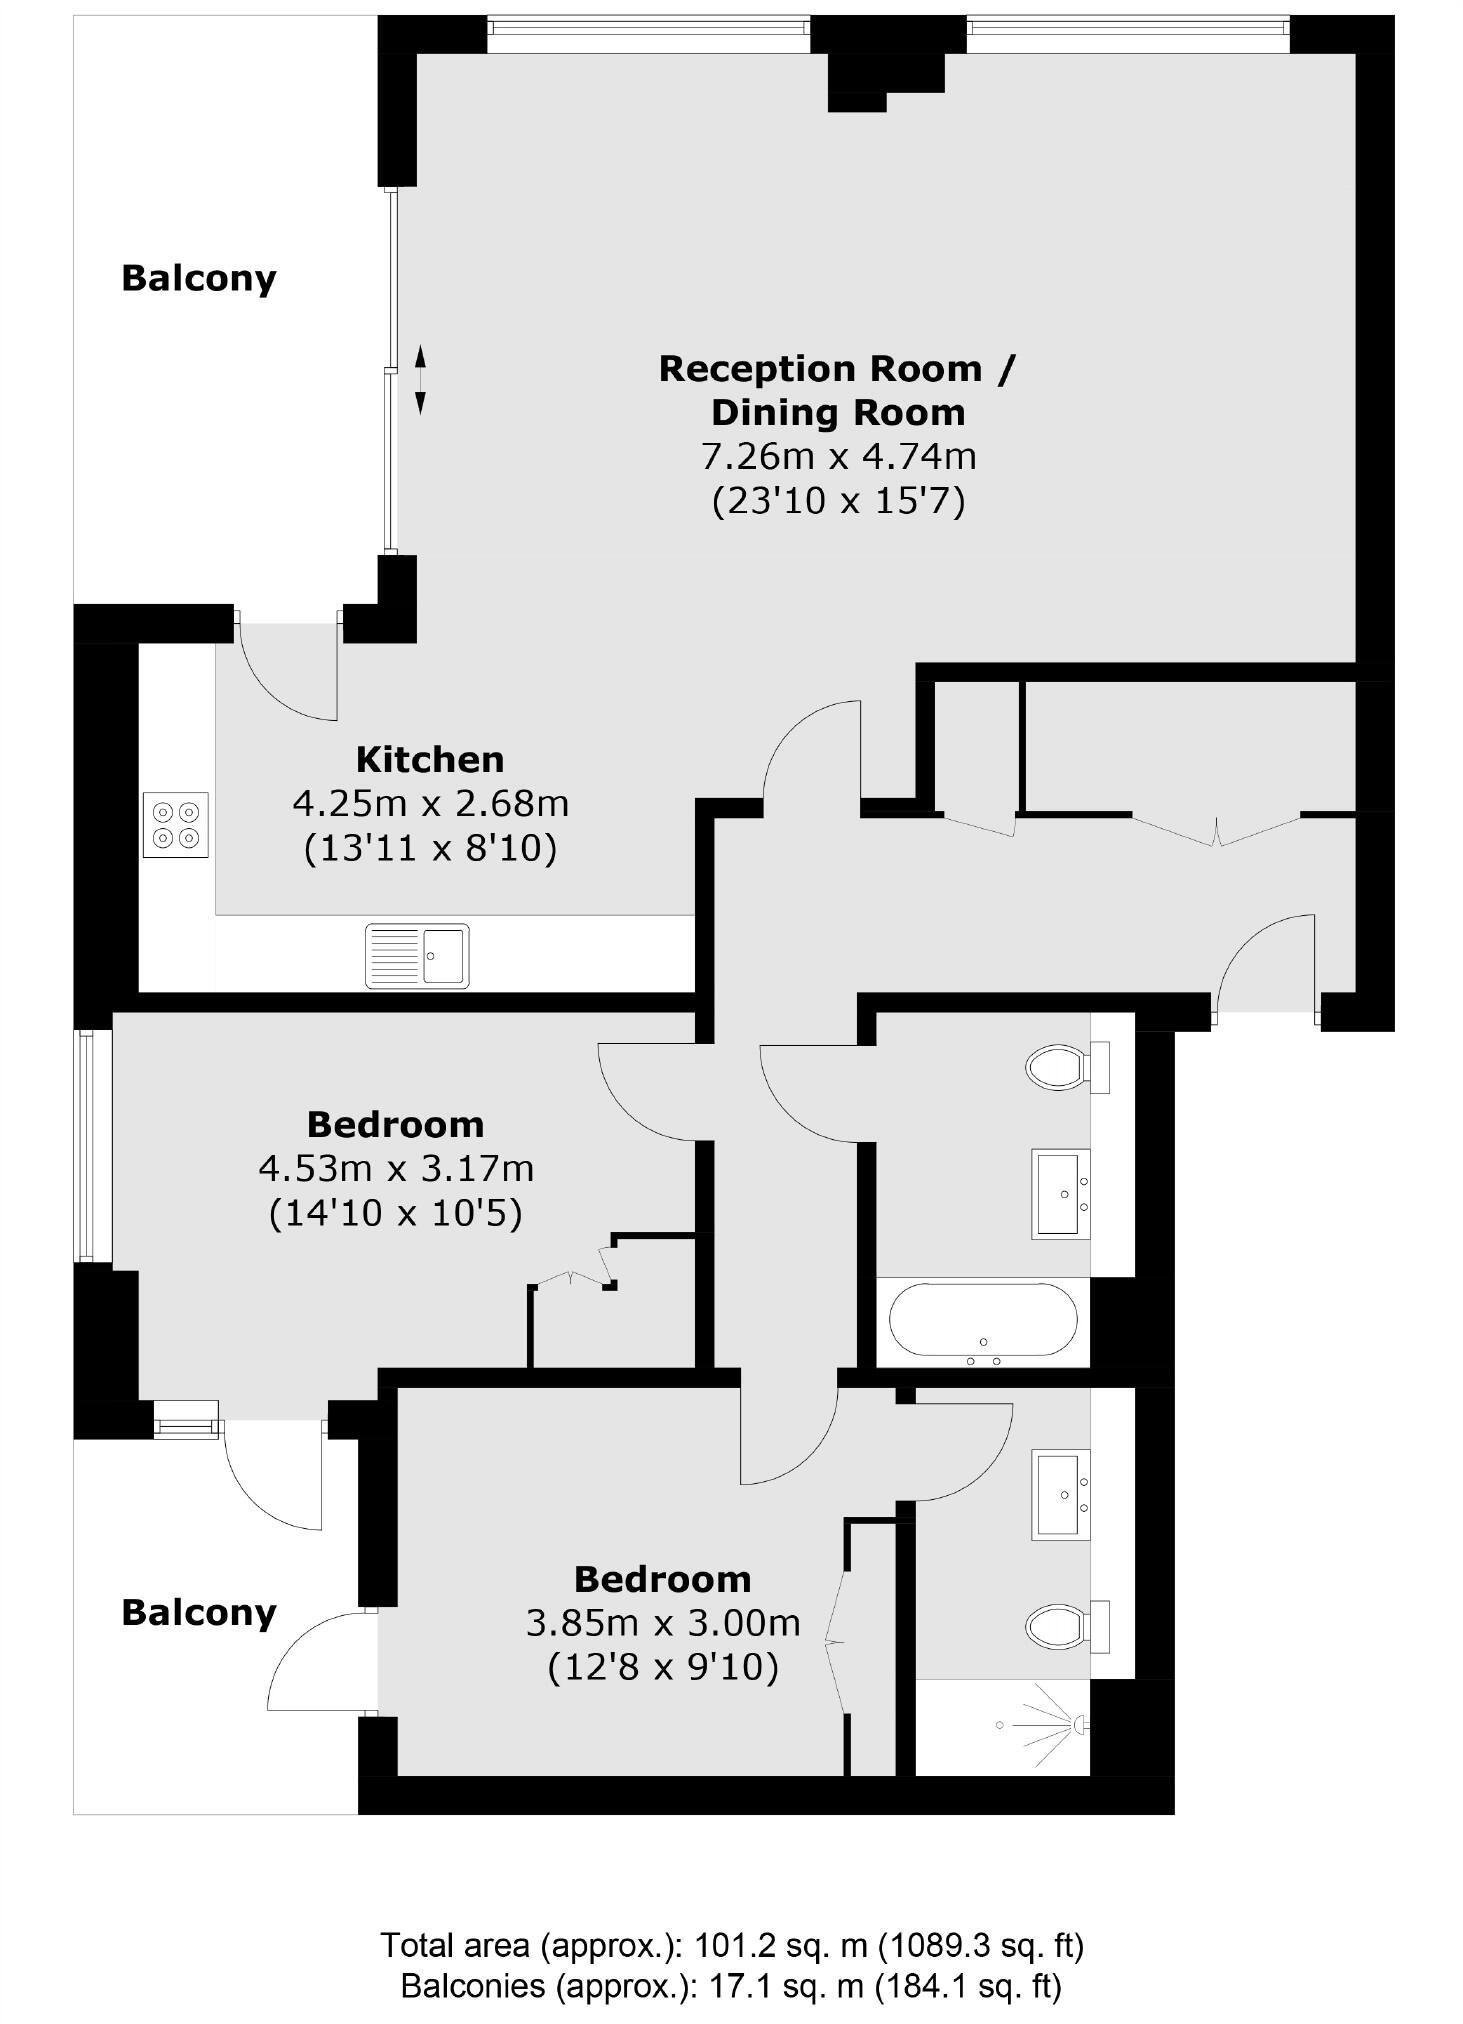 Balcony
Reception Room /
Dining Room
7.26m x 4.74m
(23'10 x 15'7)
Kitchen
4.25m x 2.68m
(13'11 x 8'10)
Bedroom
4.53m x 3.17m
(14'10 x 10'5)
Balcony
Bedroom
3.85m x 3.00m
(12'8 x 9'10)
Total area (approx.): 101.2 sq. m (1089.3 sq. ft)
Balconies (approx.): 17.1 sq. m (184.1 sq. ft)